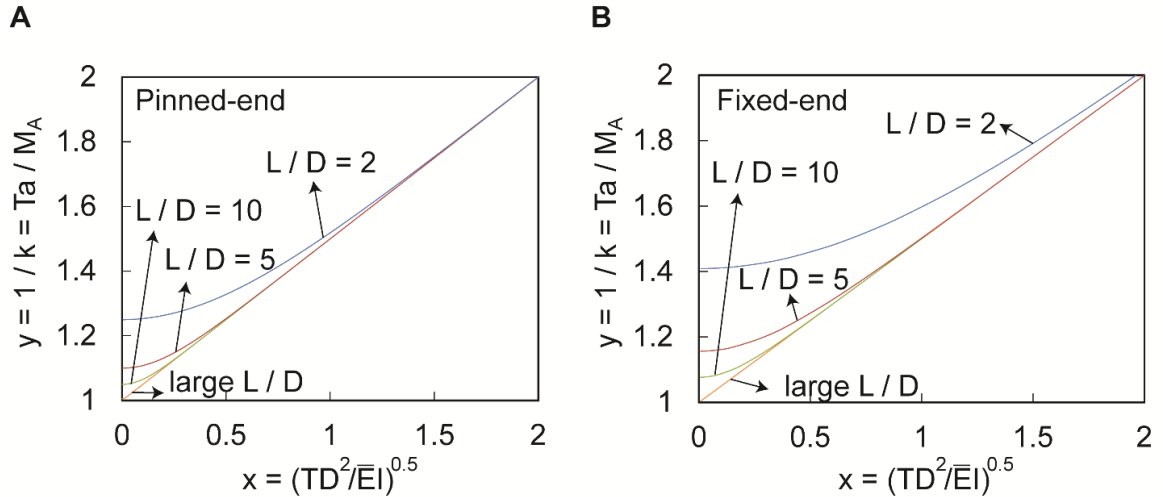 A
Pinned-end
L / D = 2
L / D = 10
L / D = 5
large L / D
2
1.8
1.6
1.4
1.2
1
0
0.5
1
1.5
2
y = 1 / k = Ta / M_A
x = (TD²/E̅I)^0.5
B
Fixed-end
L / D = 2
L / D = 10
L / D = 5
large L / D
2
1.8
1.6
1.4
1.2
1
0
0.5
1
1.5
2
y = 1 / k = Ta / M_A
x = (TD²/E̅I)^0.5